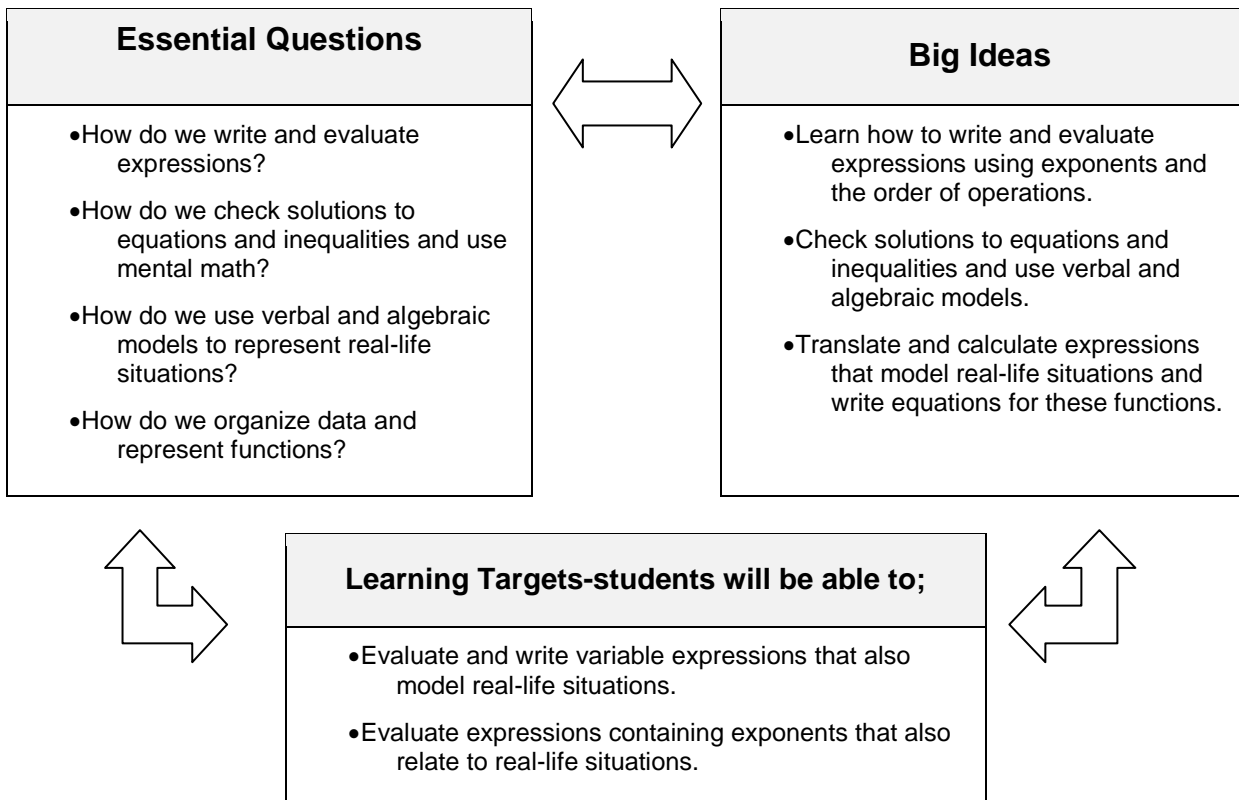 Essential Questions
•How do we write and evaluate
expressions?
•How do we check solutions to
equations and inequalities and use
mental math?
•How do we use verbal and algebraic
models to represent real-life
situations?
•How do we organize data and
represent functions?
Big Ideas
•Learn how to write and evaluate
expressions using exponents and
the order of operations.
•Check solutions to equations and
inequalities and use verbal and
algebraic models.
•Translate and calculate expressions
that model real-life situations and
write equations for these functions.
Learning Targets-students will be able to;
•Evaluate and write variable expressions that also
model real-life situations.
•Evaluate expressions containing exponents that also
relate to real-life situations.